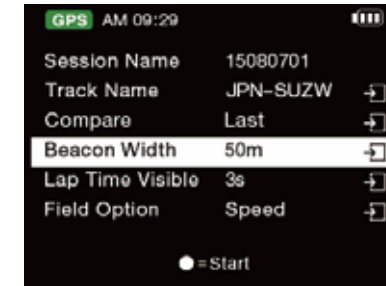 GPS AM 09:29
Session Name 15080701
Track Name JPN-SUZW
Compare Last
Beacon Width 50m
Lap Time Visible 3s
Field Option Speed
●=Start